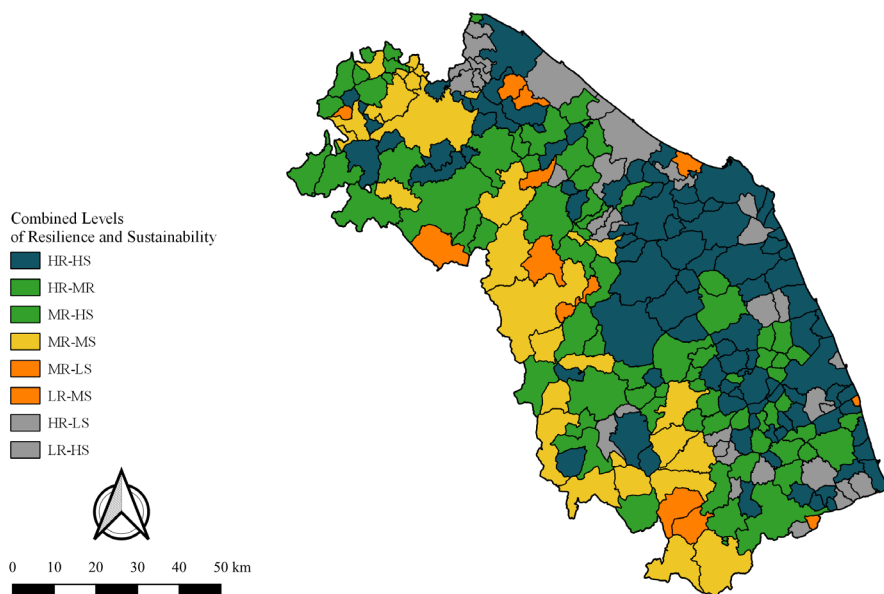 Combined Levels
of Resilience and Sustainability
HR-HS
HR-MR
MR-HS
MR-MS
MR-LS
LR-MS
HR-LS
LR-HS
0 10 20 30 40 50 km